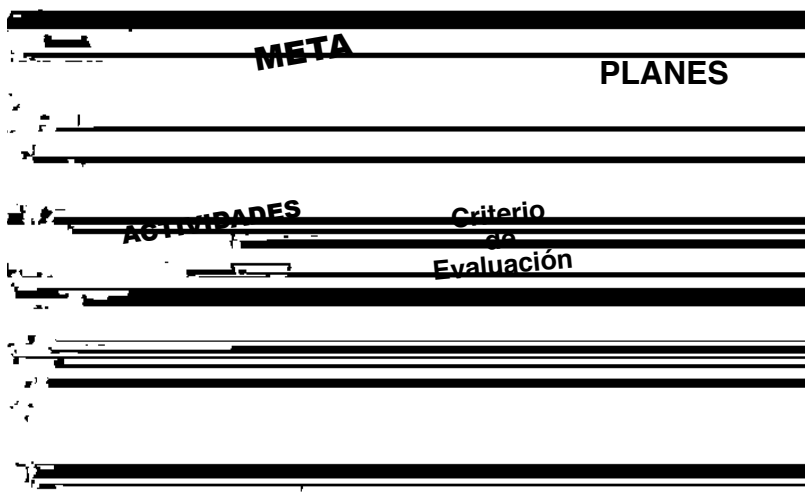 META
PLANES
ACTIVIDADES
Criterio
de
Evaluación